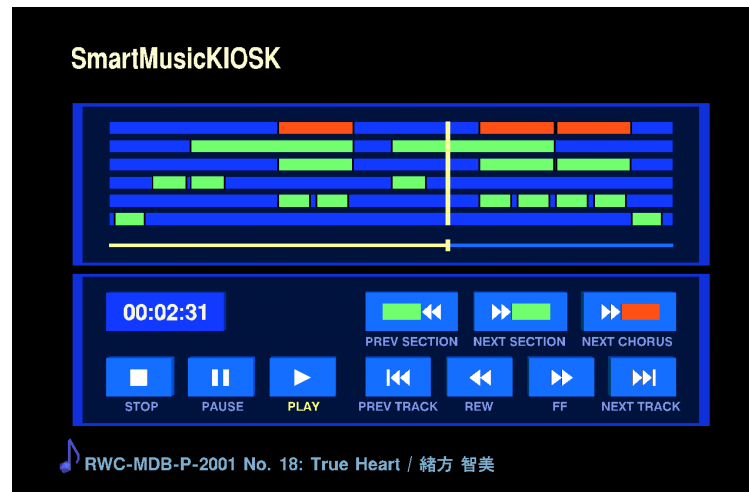 SmartMusicKIOSK
00:02:31
PREV SECTION NEXT SECTION NEXT CHORUS
STOP PAUSE PLAY PREV TRACK REW FF NEXT TRACK
RWC-MDB-P-2001 No. 18: True Heart / 緒方 智美